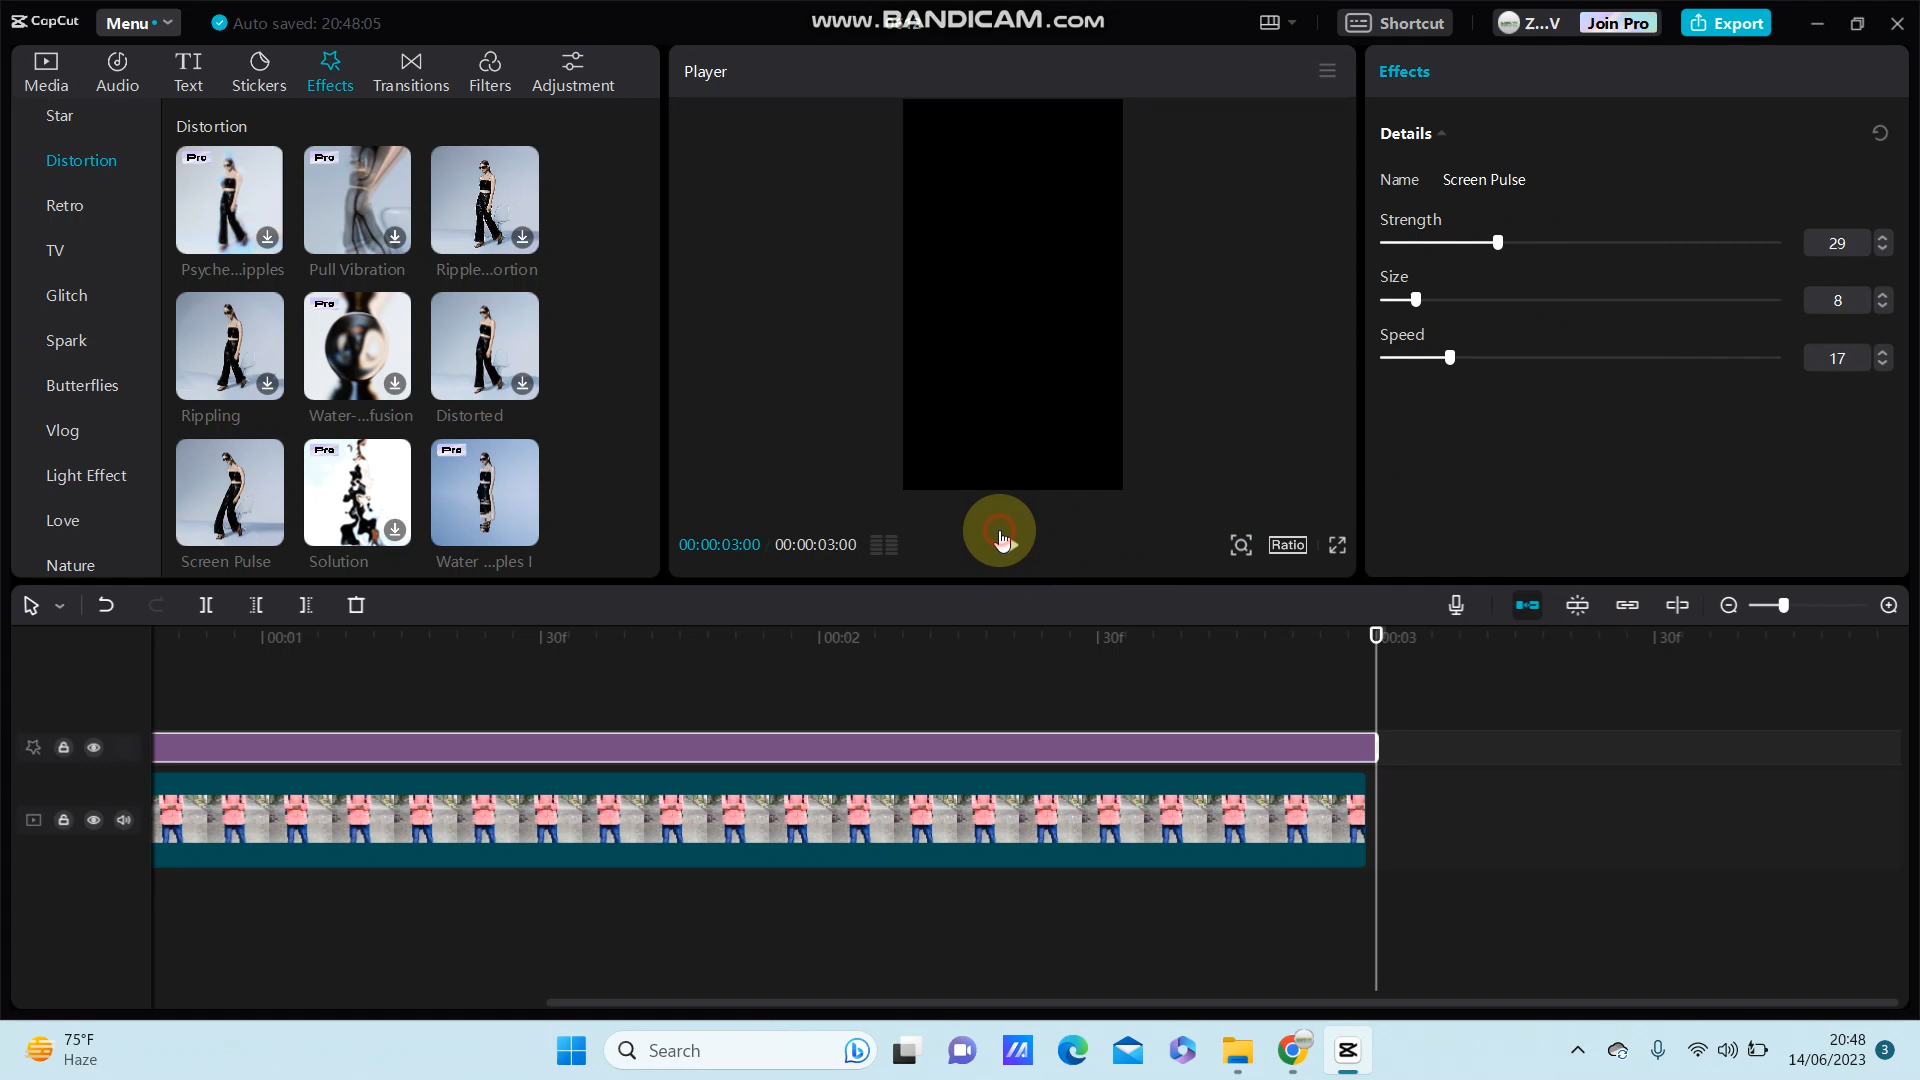 CapCut
Menu
Auto saved: 20:48:05
www.BANDICAM.com
Shortcut
Z...V
Join Pro
Export
Media
Audio
Text
Stickers
Effects
Transitions
Filters
Adjustment
Star
Distortion
Retro
TV
Glitch
Spark
Butterflies
Vlog
Light Effect
Love
Nature
Distortion
Pro
Pro
Psyche...ipples
Pull Vibration
Ripple...ortion
Pro
Rippling
Water-...fusion
Distorted
Pro
Pro
Screen Pulse
Solution
Water ...ples I
Player
00:00:03:00
00:00:03:00
Ratio
Effects
Details
Name
Screen Pulse
Strength
29
Size
8
Speed
17
00:01
30f
00:02
30f
00:03
30f
75°F
Haze
Search
20:48
14/06/2023
3